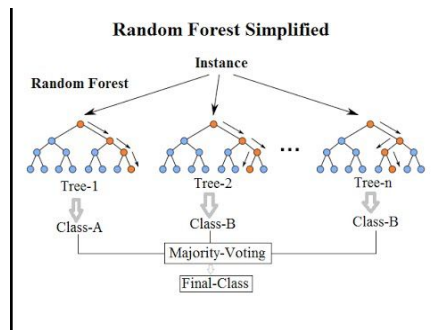 Random Forest Simplified
Instance
Random Forest
...
Tree-1 Tree-2 Tree-n
Class-A Class-B Class-B
Majority-Voting
Final-Class